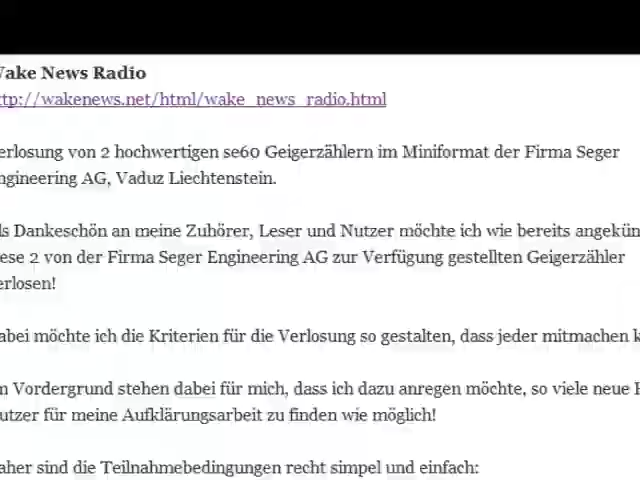 Wake News Radio
ttp://wakenews.net/html/wake_news_radio.html
erlosung von 2 hochwertigen se60 Geigerzählern im Miniformat der Firma Seger
ngineering AG, Vaduz Liechtenstein.
ls Dankeschön an meine Zuhörer, Leser und Nutzer möchte ich wie bereits angekün
ese 2 von der Firma Seger Engineering AG zur Verfügung gestellten Geigerzähler
erlosen!
abei möchte ich die Kriterien für die Verlosung so gestalten, dass jeder mitmachen k
m Vordergrund stehen dabei für mich, dass ich dazu anregen möchte, so viele neue
utzer für meine Aufklärungsarbeit zu finden wie möglich!
aher sind die Teilnahmebedingungen recht simpel und einfach: